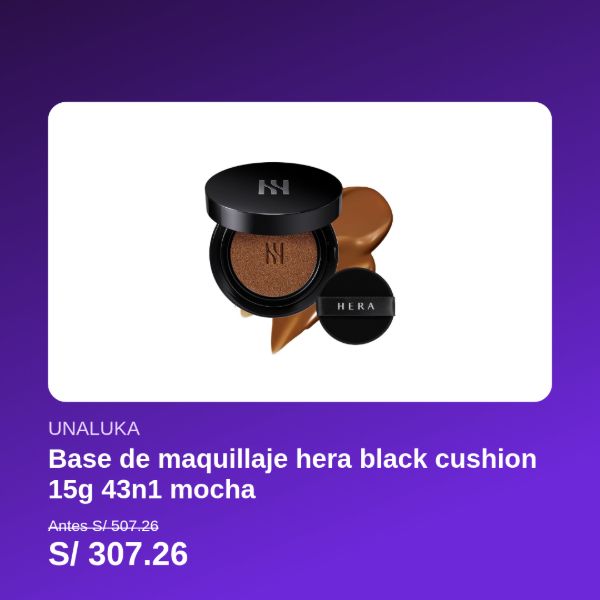 HERA
UNALUKA
Base de maquillaje hera black cushion
15g 43n1 mocha
Antes S/ 507.26
S/ 307.26